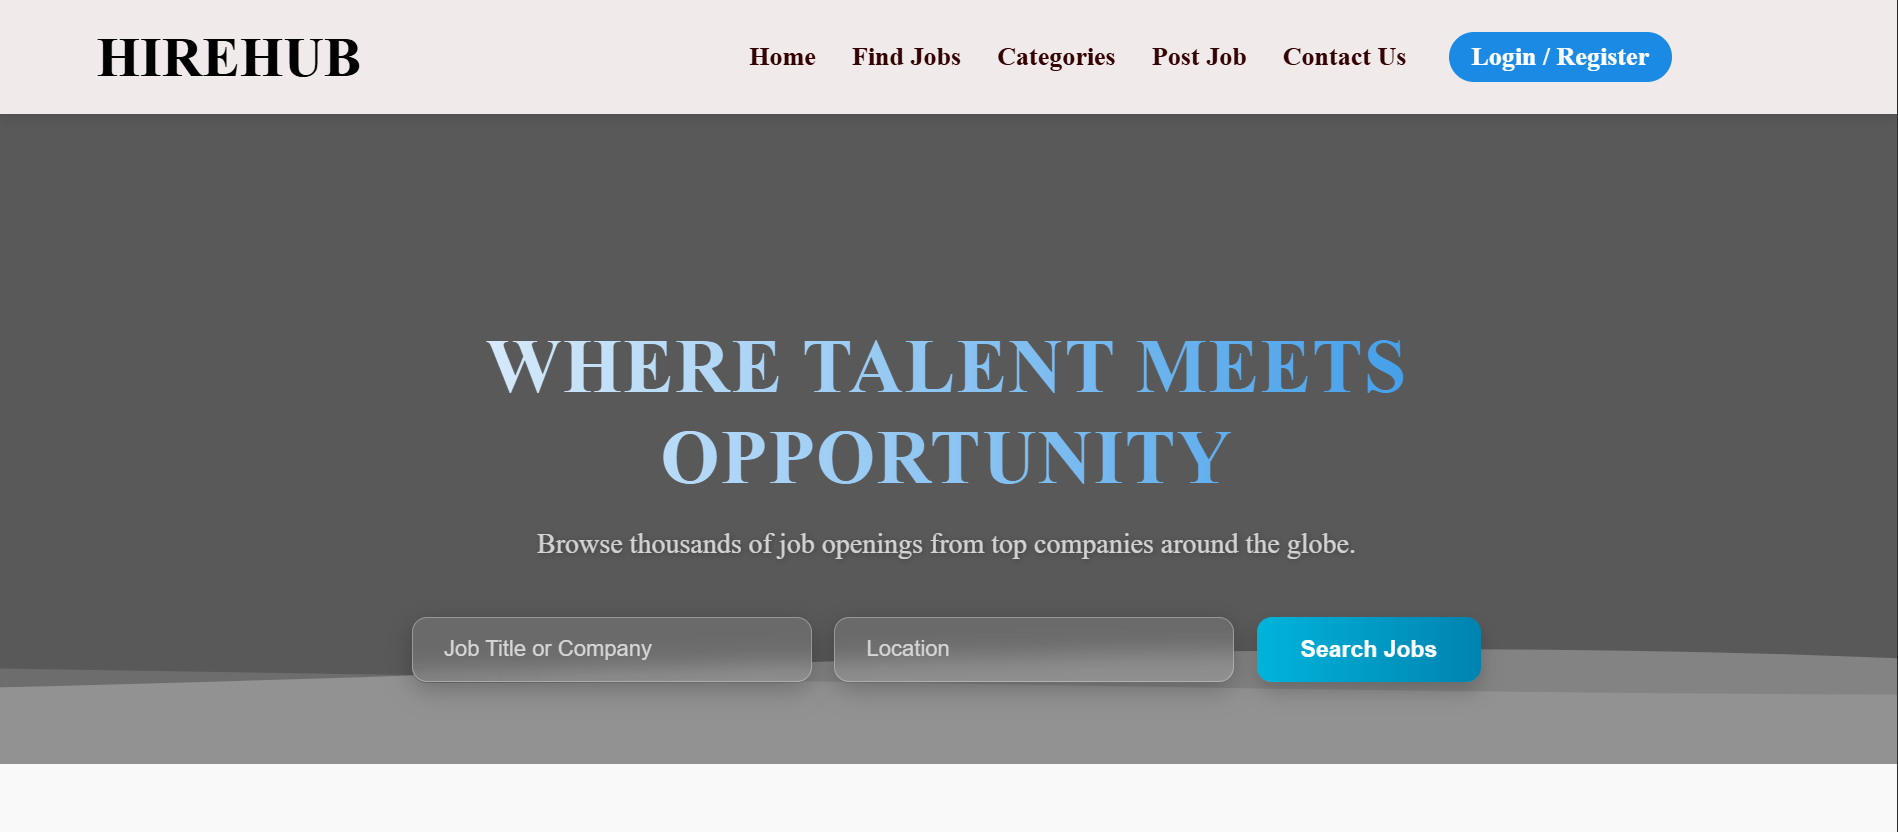 HIREHUB
Home Find Jobs Categories Post Job Contact Us Login / Register
WHERE TALENT MEETS
OPPORTUNITY
Browse thousands of job openings from top companies around the globe.
Job Title or Company Location Search Jobs